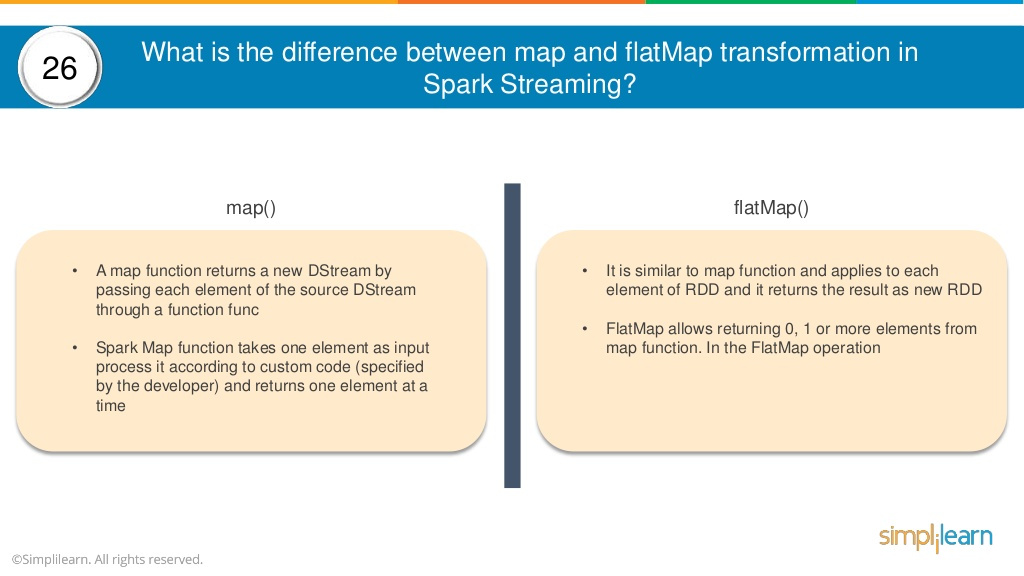 26
What is the difference between map and flatMap transformation in
Spark Streaming?
map()
• A map function returns a new DStream by
passing each element of the source DStream
through a function func
• Spark Map function takes one element as input
process it according to custom code (specified
by the developer) and returns one element at a
time
flatMap()
• It is similar to map function and applies to each
element of RDD and it returns the result as new RDD
• FlatMap allows returning 0, 1 or more elements from
map function. In the FlatMap operation
simplilearn
©Simplilearn. All rights reserved.